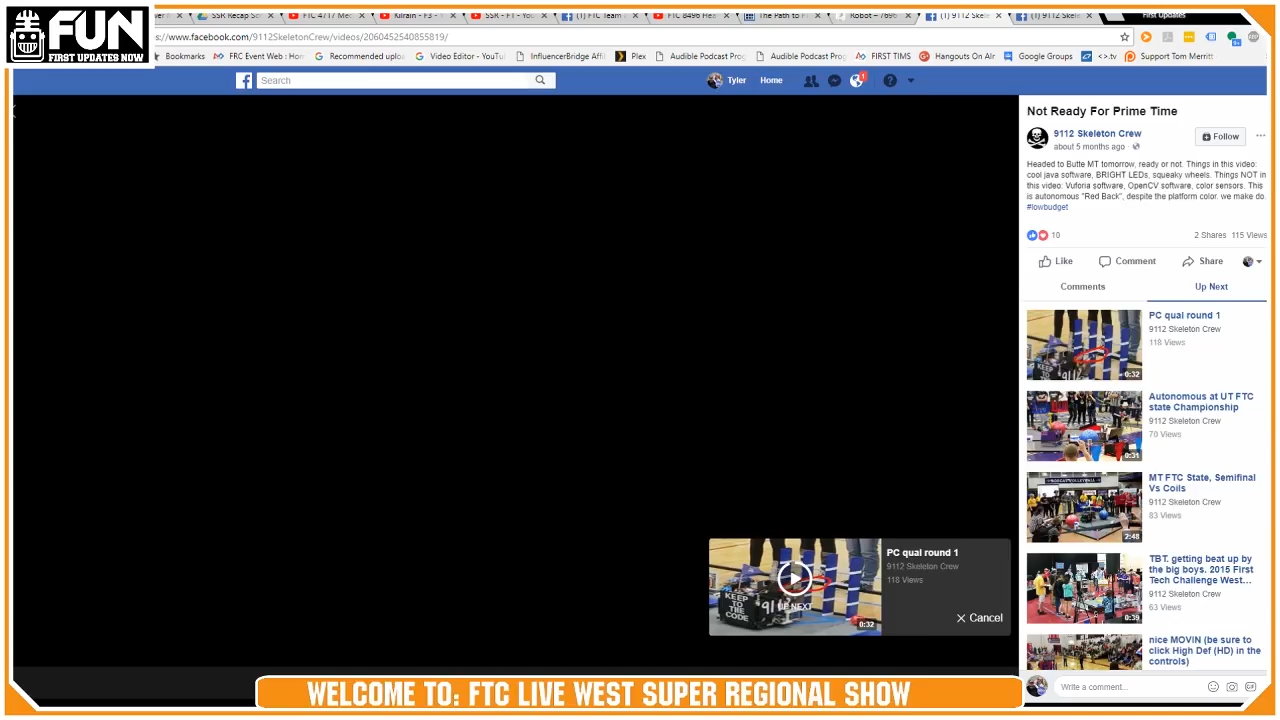 FUN
FIRST UPDATES NOW
SSR Recap
FTC 4717
Kilrain - F3
SSR - F1 - You
(1) FTC Team
FTC 8496 Hea
The Path to
Robot – 7696
(1) 9112 Skele
(1) 9112 Skele
First Updates
s://www.facebook.com/9112SkeletonCrew/videos/2060452540855819/
Bookmarks
FRC Event Web : Hom
Recommended uploa
Video Editor - YouTu
InfluencerBridge Affil
Plex
Audible Podcast Prog
Audible Podcast Prog
FIRST TIMS
Hangouts On Air
Google Groups
<>.tv
Support Tom Merritt
Search
Tyler
Home
1
Not Ready For Prime Time
9112 Skeleton Crew
about 5 months ago
Follow
Headed to Butte MT tomorrow, ready or not. Things in this video:
cool java software, BRIGHT LEDs, squeaky wheels. Things NOT in
this video: Vuforia software, OpenCV software, color sensors. This
is autonomous "Red Back", despite the platform color. we make do.
#lowbudget
10
2 Shares 115 Views
Like
Comment
Share
Comments
Up Next
PC qual round 1
9112 Skeleton Crew
118 Views
0:32
Autonomous at UT FTC
state Championship
9112 Skeleton Crew
70 Views
0:31
MT FTC State, Semifinal
Vs Coils
9112 Skeleton Crew
83 Views
2:48
TBT. getting beat up by
the big boys. 2015 First
Tech Challenge West...
9112 Skeleton Crew
63 Views
0:39
nice MOVIN (be sure to
click High Def (HD) in the
controls)
Write a comment...
PC qual round 1
9112 Skeleton Crew
118 Views
Cancel
UP NEXT
KEEP
TO THE
CODE
0:32
WELCOME TO: FTC LIVE WEST SUPER REGIONAL SHOW